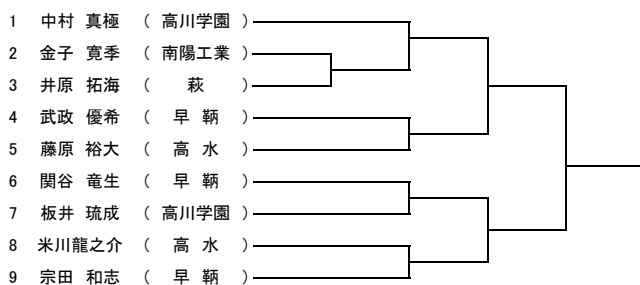 1 中村 真極 （ 高川学園 ）
2 金子 寛季 （ 南陽工業 ）
3 井原 拓海 （ 萩 ）
4 武政 優希 （ 早 鞆 ）
5 藤原 裕大 （ 高 水 ）
6 関谷 竜生 （ 早 鞆 ）
7 板井 琉成 （ 高川学園 ）
8 米川龍之介 （ 高 水 ）
9 宗田 和志 （ 早 鞆 ）